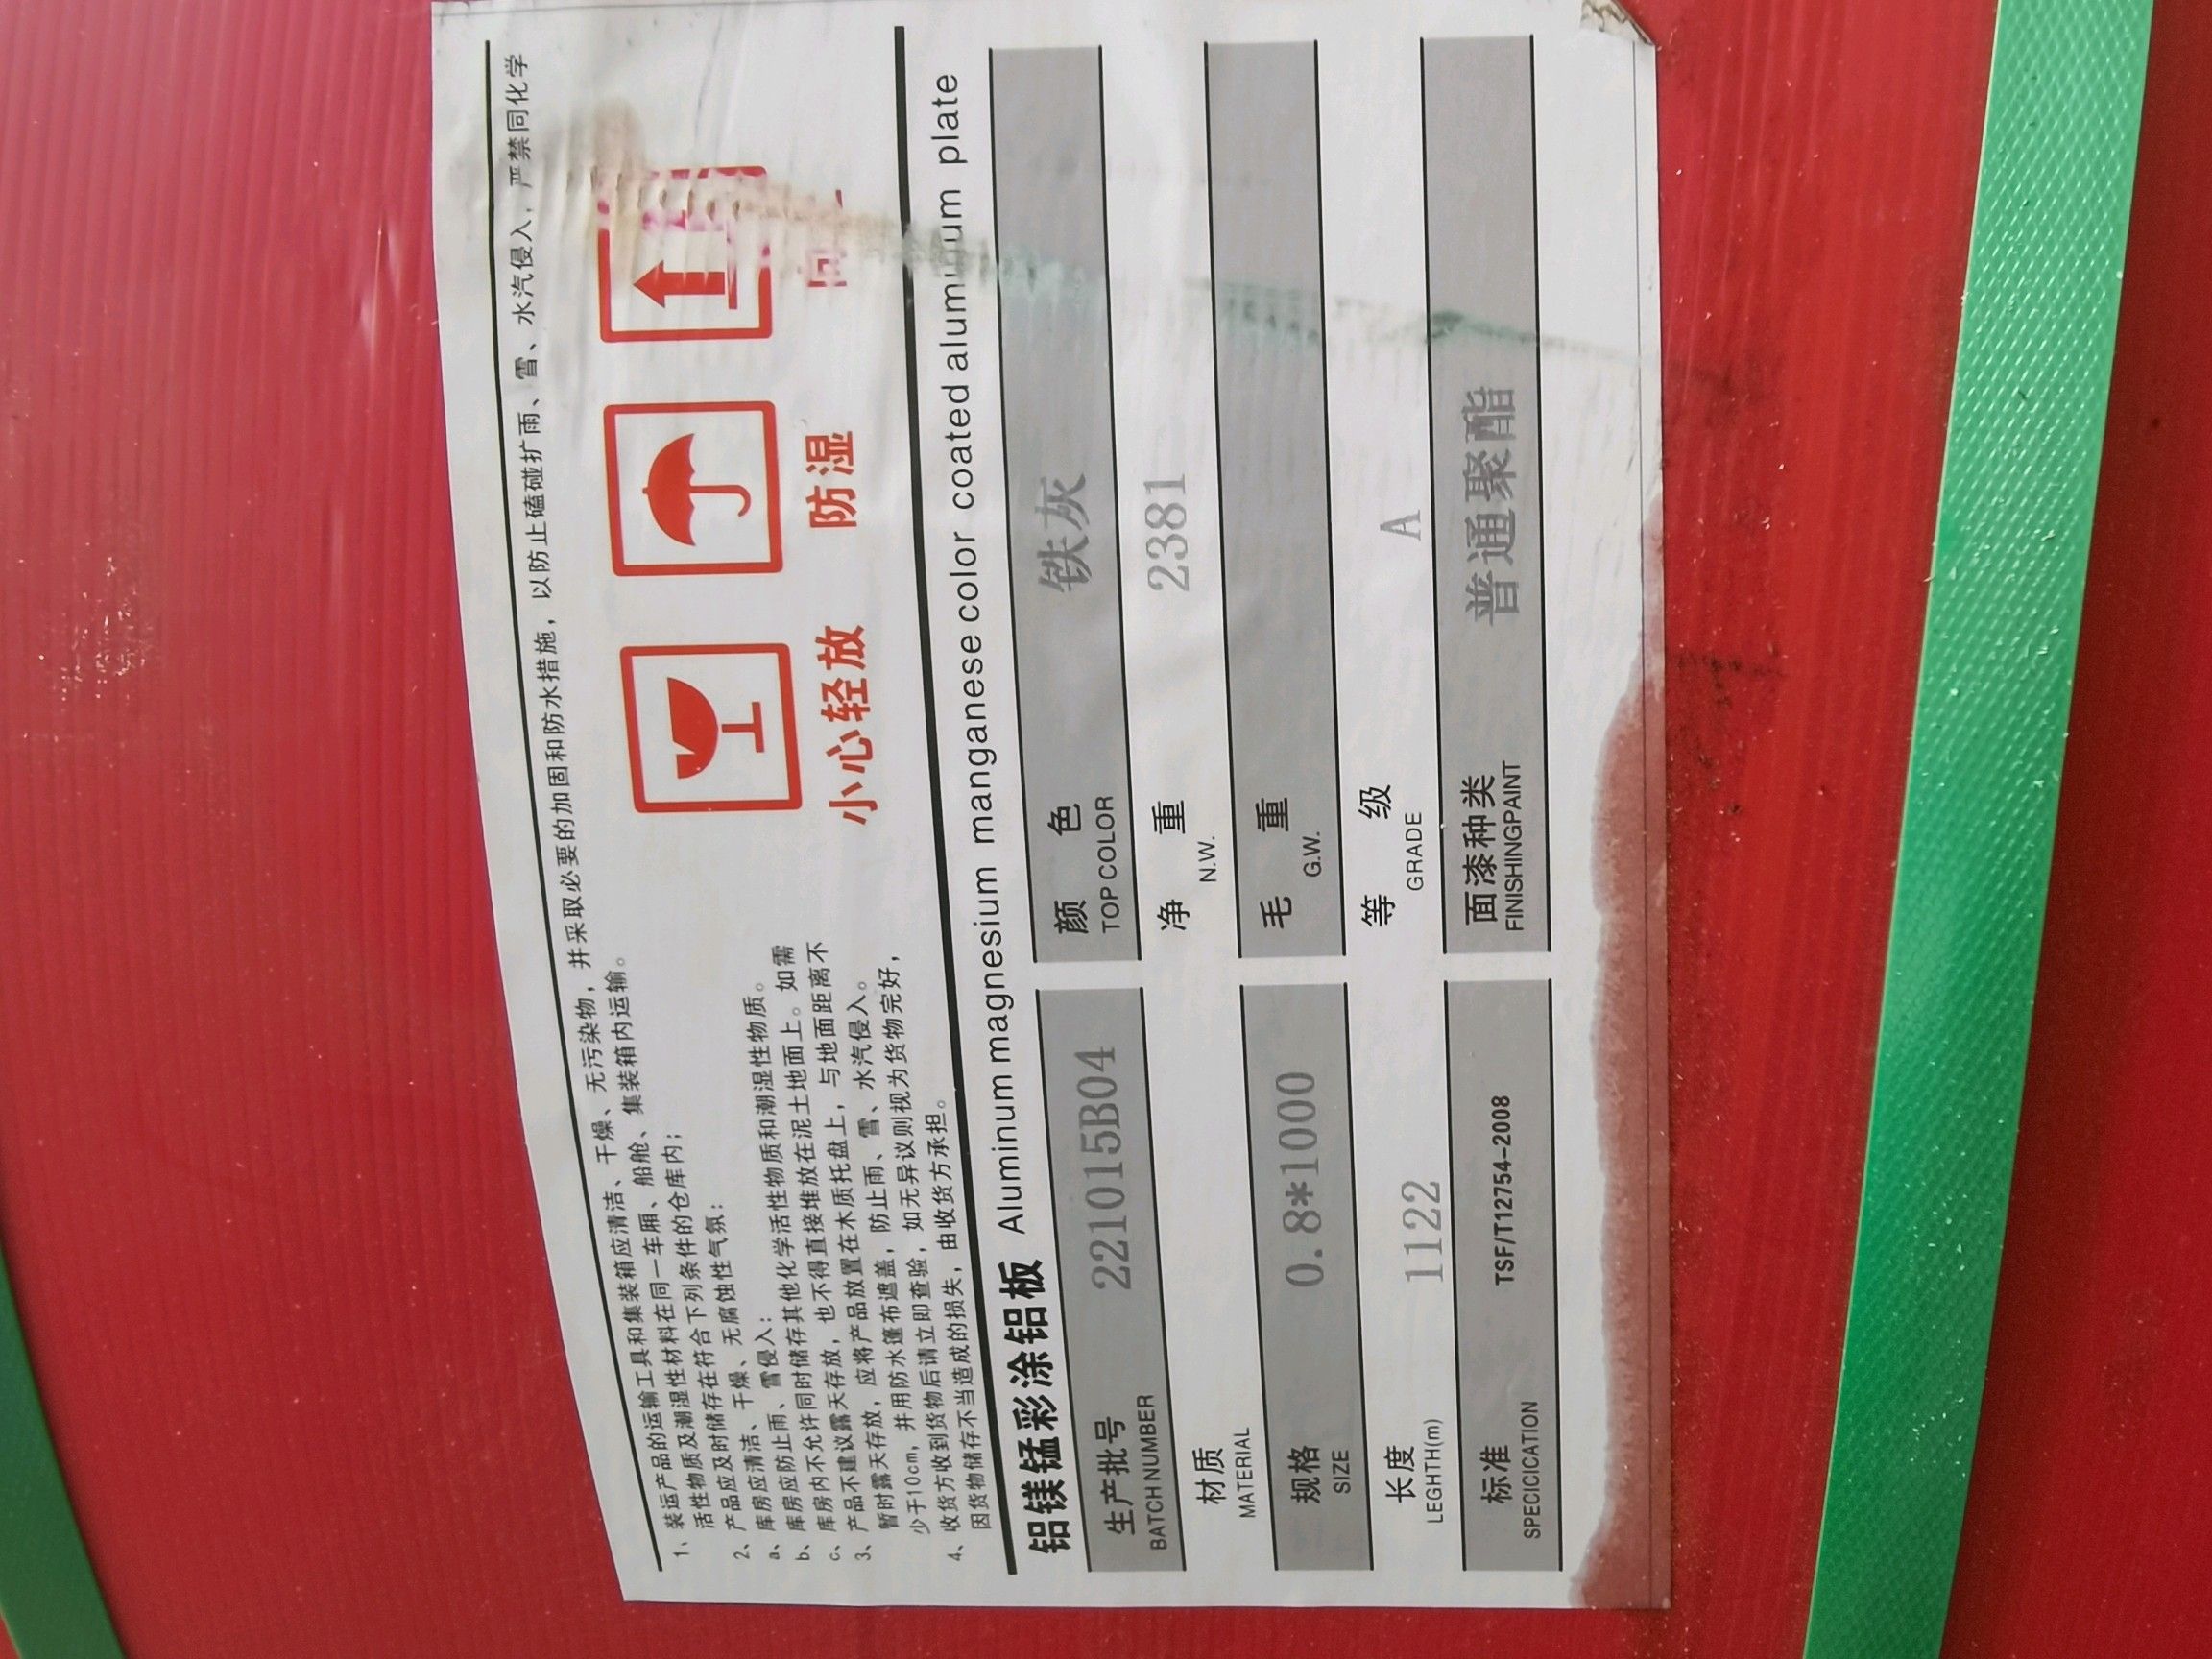 1、装运产品的运输工具和集装箱应清洁、干燥、无污染物，并采取必要的加固和防水措施，以防止磕碰扩雨、雪、水汽侵入，严禁同化学
活性物质及潮湿性材料在同一车厢、船舱、集装箱内运输。
2、产品应及时储存在符合下列条件的仓库内；
a、库房应清洁、干燥、无腐蚀性气氛：
b、库房应防止雨、雪侵入：
c、库房内不允许同时储存其他化学活性物质和潮湿性物质。
3、产品不建议露天存放，也不得直接堆放在泥土地面上。如需
暂时露天存放，应将产品放置在木质托盘上，与地面距离不
少于10cm，并用防水篷布遮盖，防止雨、雪、水汽侵入。
4、收货方收到货物后请立即查验，如无异议则视为货物完好，
因货物储存不当造成的损失，由收货方承担。
小心轻放 防湿 向
铝镁锰彩涂铝板 Aluminum magnesium manganese color coated aluminum plate
生产批号 2211015B04 颜色 铁灰
BATCH NUMBER TOP COLOR
材质 净重 2381
MATERIAL N.W.
规格 0.8*1000 毛重
SIZE G.W.
长度 1122 等级 A
LEGHTH(m) GRADE
标准 TSF/T12754-2008 面漆种类 普通聚酯
SPECICICATION FINISHINGPAINT